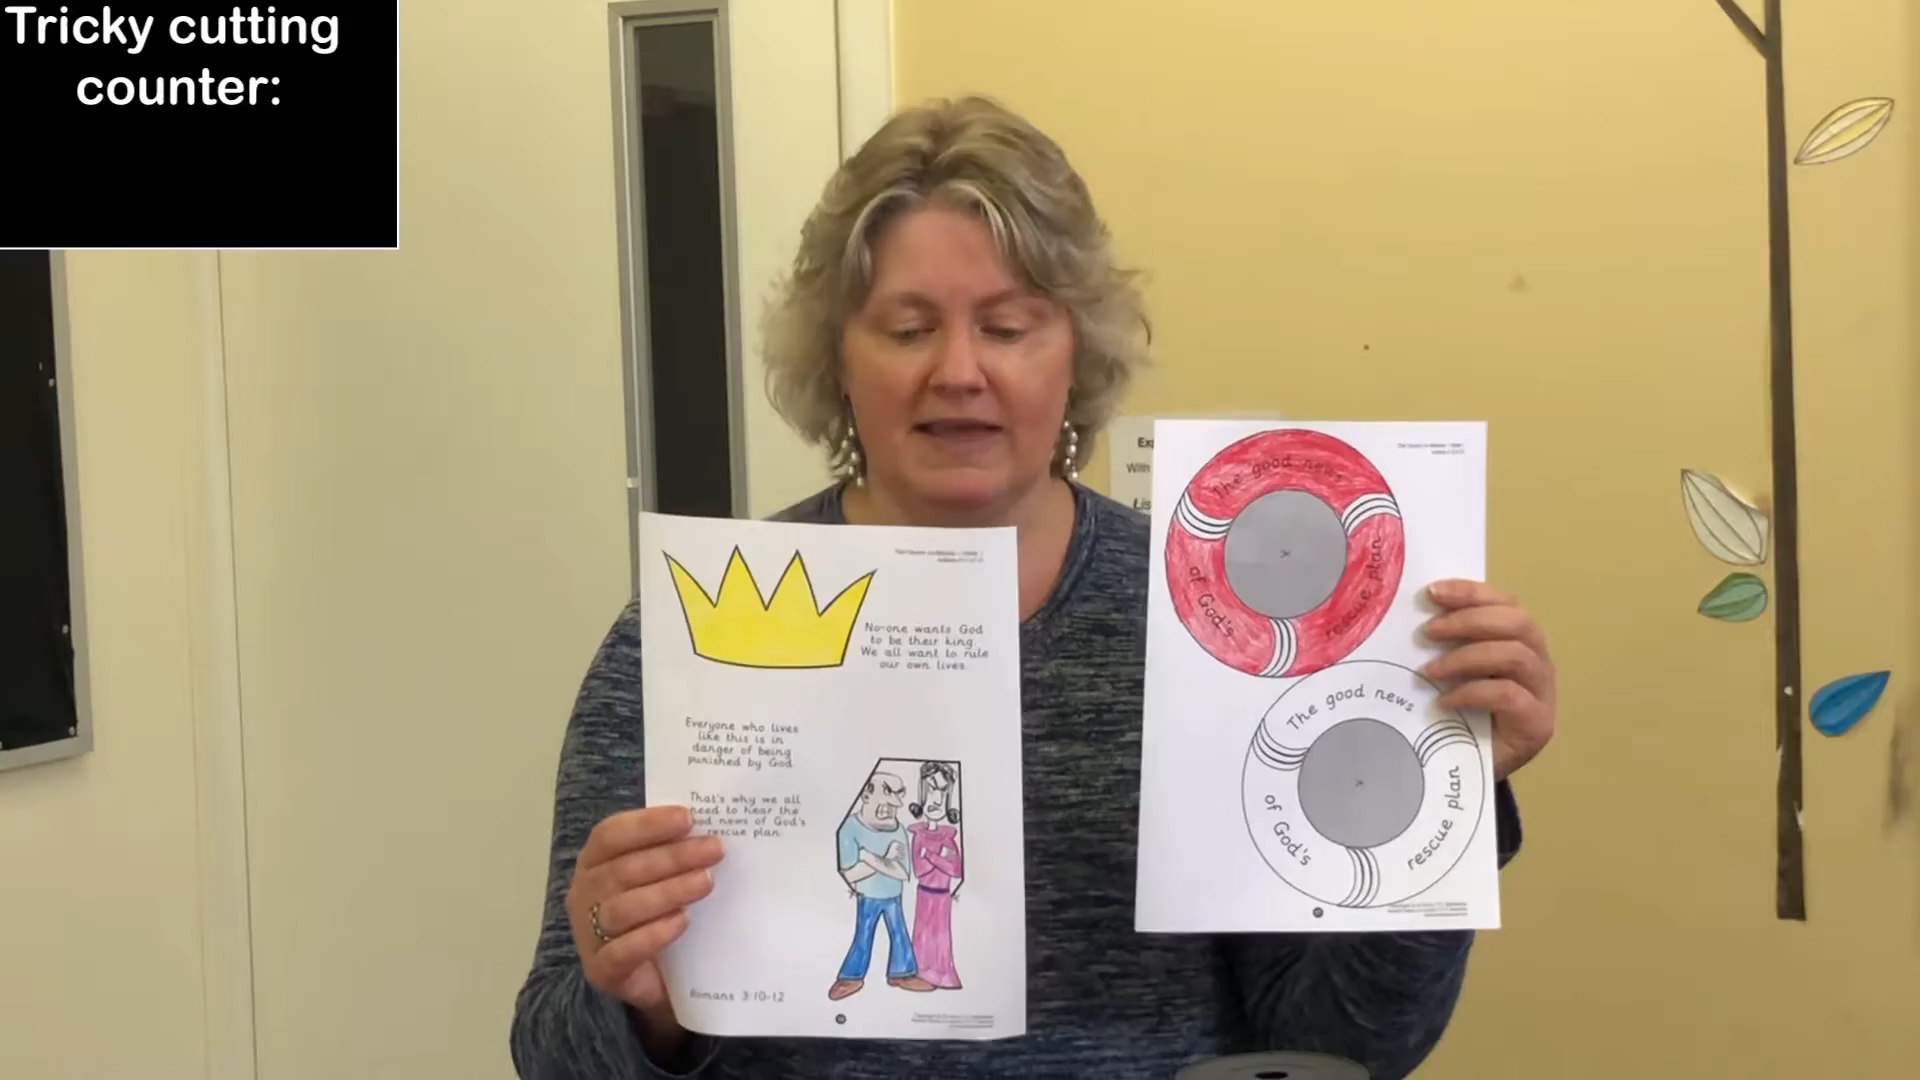 Tricky cutting
counter:
No-one wants God
to be their king.
We all want to rule
our own lives.
Everyone who lives
like this is in
danger of being
punished by God.
That's why we all
need to hear the
news of God's
rescue plan.
Romans 3:10-12
The good news
of God's
rescue plan
The good news
of God's
rescue plan
With